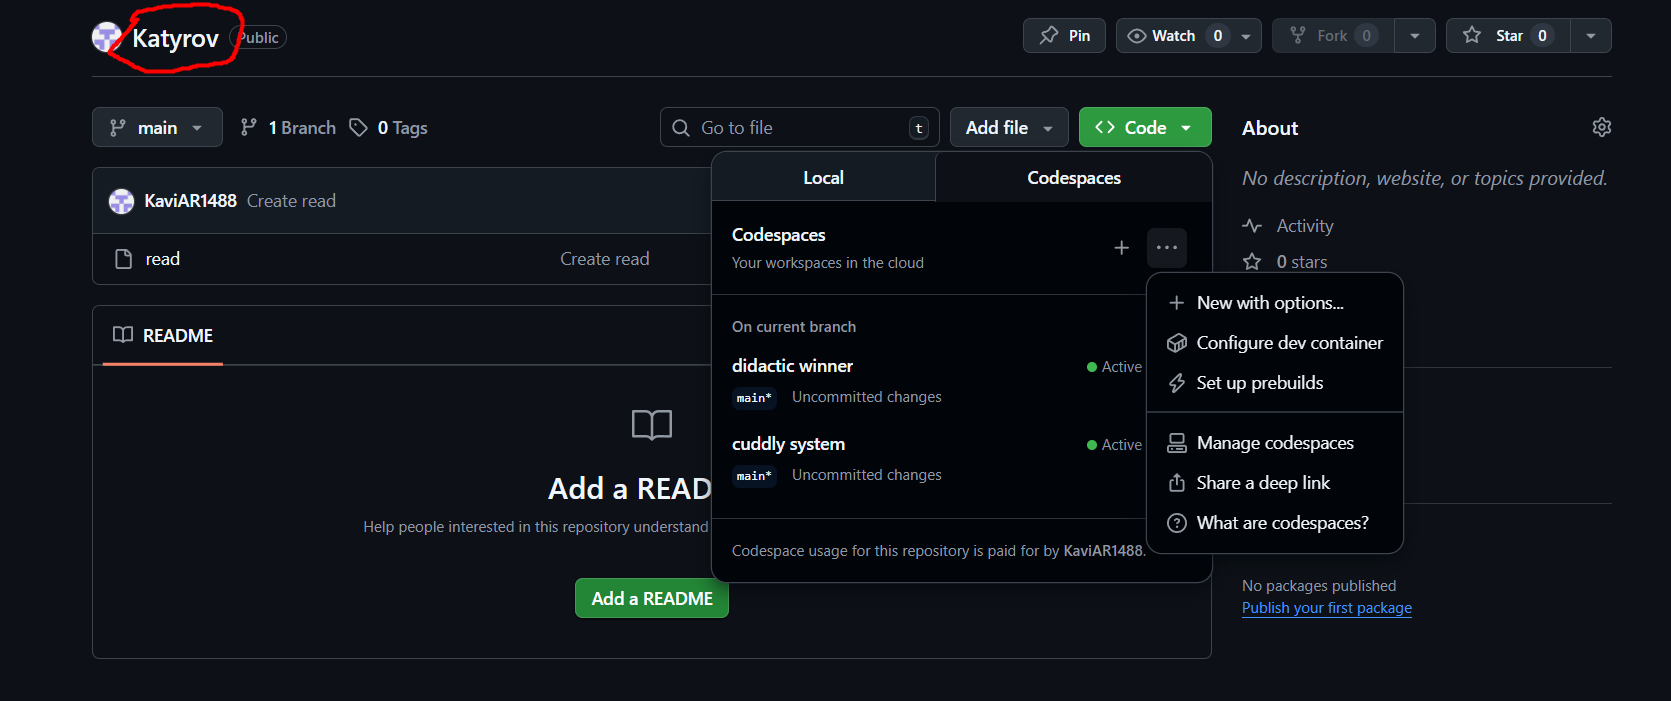 Katyrov Public
Pin
Watch 0
Fork 0
Star 0
main
1 Branch
0 Tags
Go to file t
Add file
Code
KaviAR1488 Create read
read Create read
README
Add a READ
Help people interested in this repository understand
Add a README
Local Codespaces
Codespaces
Your workspaces in the cloud
On current branch
didactic winner Active
main* Uncommitted changes
cuddly system Active
main* Uncommitted changes
Codespace usage for this repository is paid for by KaviAR1488.
New with options...
Configure dev container
Set up prebuilds
Manage codespaces
Share a deep link
What are codespaces?
About
No description, website, or topics provided.
Activity
0 stars
No packages published
Publish your first package